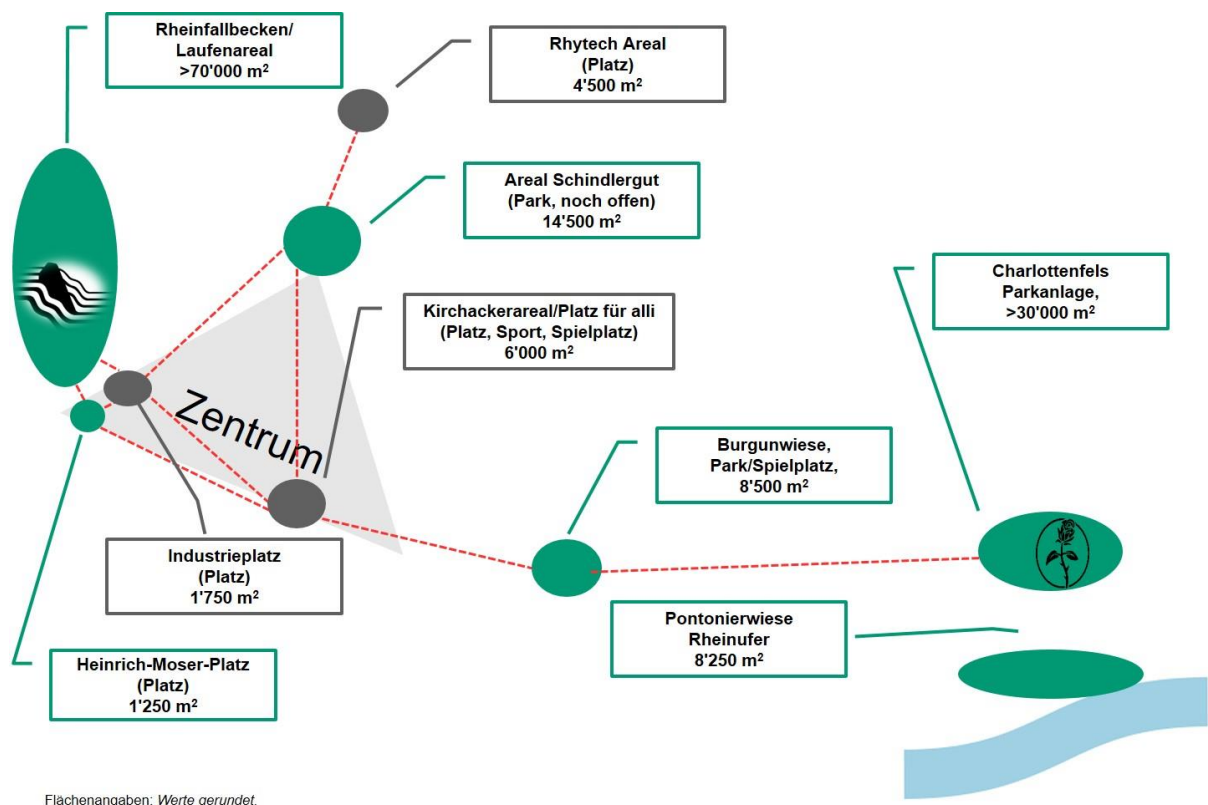 Rheinfallbecken/
Laufenareal
>70'000 m²
Rhytech Areal
(Platz)
4'500 m²
Areal Schindlergut
(Park, noch offen)
14'500 m²
Charlottenfels
Parkanlage,
>30'000 m²
Kirchackerareal/Platz für alli
(Platz, Sport, Spielplatz)
6'000 m²
Zentrum
Burgunwiese,
Park/Spielplatz,
8'500 m²
Industrieplatz
(Platz)
1'750 m²
Pontonierwiese
Rheinufer
8'250 m²
Heinrich-Moser-Platz
(Platz)
1'250 m²
Flächenangaben: Werte gerundet.